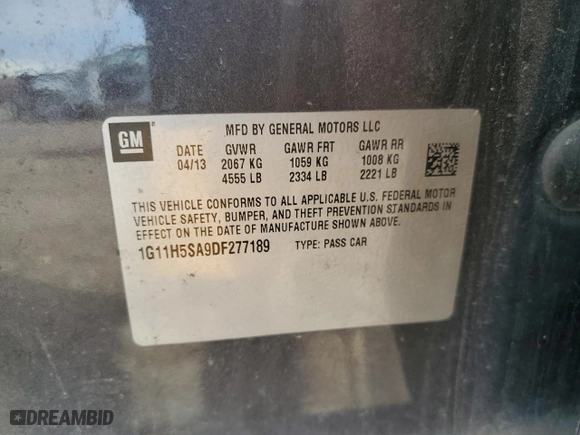 GM
MFD BY GENERAL MOTORS LLC
DATE GVWR GAWR FRT GAWR RR
04/13 2067 KG 1059 KG 1008 KG
4555 LB 2334 LB 2221 LB
THIS VEHICLE CONFORMS TO ALL APPLICABLE U.S. FEDERAL MOTOR
VEHICLE SAFETY, BUMPER, AND THEFT PREVENTION STANDARDS IN
EFFECT ON THE DATE OF MANUFACTURE SHOWN ABOVE.
1G11H5SA9DF277189 TYPE: PASS CAR
DREAMBID